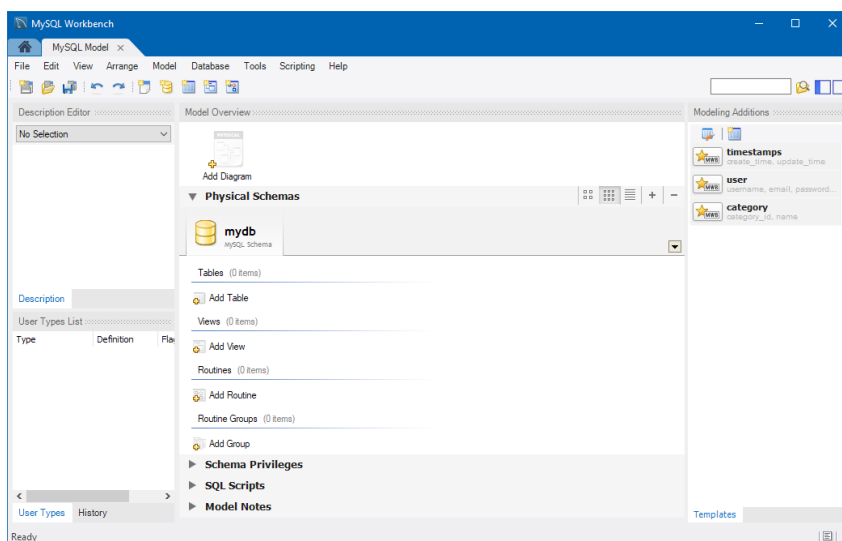 MySQL Workbench
MySQL Model
File Edit View Arrange Model Database Tools Scripting Help
Description Editor
No Selection
Description
User Types List
Type Definition
User Types History
Model Overview
PHYSICAL
Add Diagram
Physical Schemas
mydb
MySQL Schema
Tables (0 items)
Add Table
Views (0 items)
Add View
Routines (0 items)
Add Routine
Routine Groups (0 items)
Add Group
Schema Privileges
SQL Scripts
Model Notes
Modeling Additions
MWB timestamps
create_time, update_time
MWB user
username, email, password...
MWB category
category_id, name
Templates
Ready